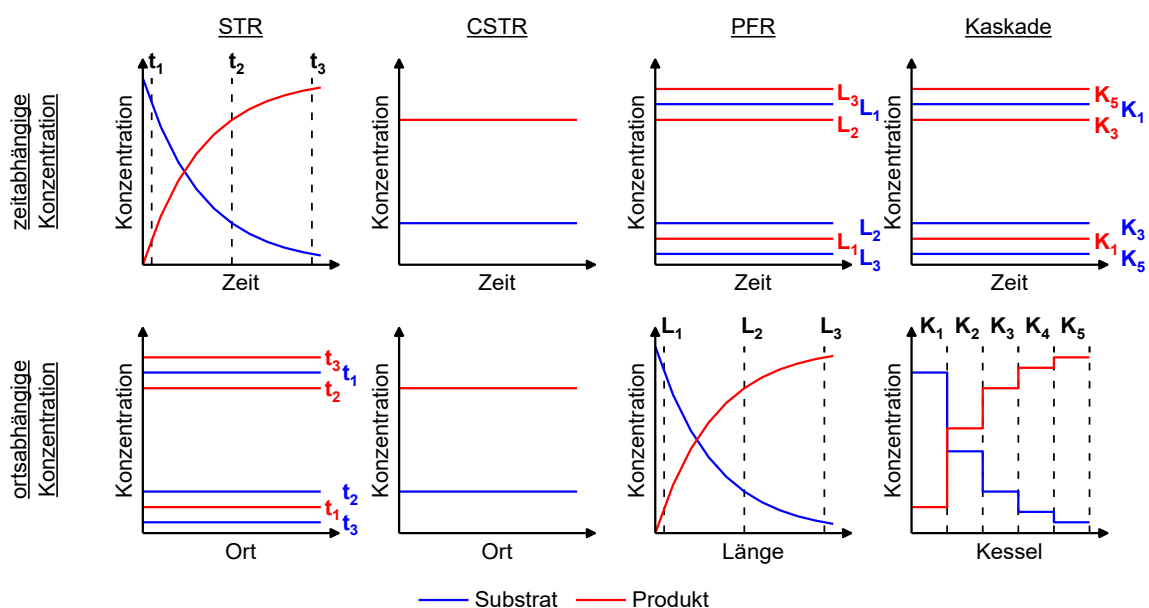 STR
CSTR
PFR
Kaskade
zeitabhängige
Konzentration
Konzentration
t₁
t₂
t₃
Zeit
Konzentration
Zeit
Konzentration
L₃
L₁
L₂
L₂
L₁
L₃
Zeit
Konzentration
K₅
K₁
K₃
K₃
K₁
K₅
Zeit
ortsabhängige
Konzentration
Konzentration
t₃
t₁
t₂
t₂
t₁
t₃
Ort
Konzentration
Ort
Konzentration
L₁
L₂
L₃
Länge
Konzentration
K₁
K₂
K₃
K₄
K₅
Kessel
Substrat
Produkt